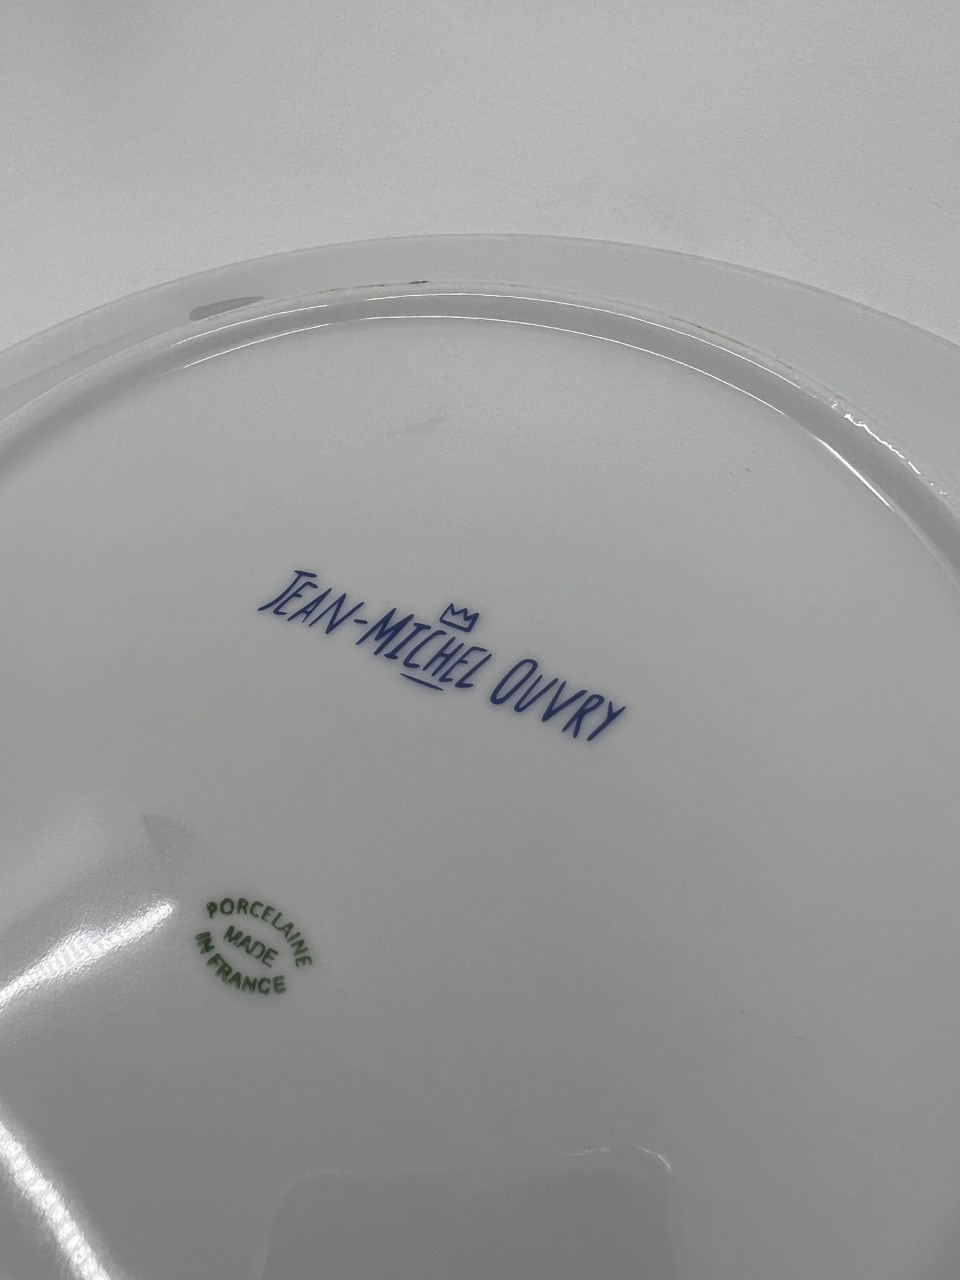 JEAN-MICHEL OUVRY
PORCELAINE
MADE
IN FRANCE